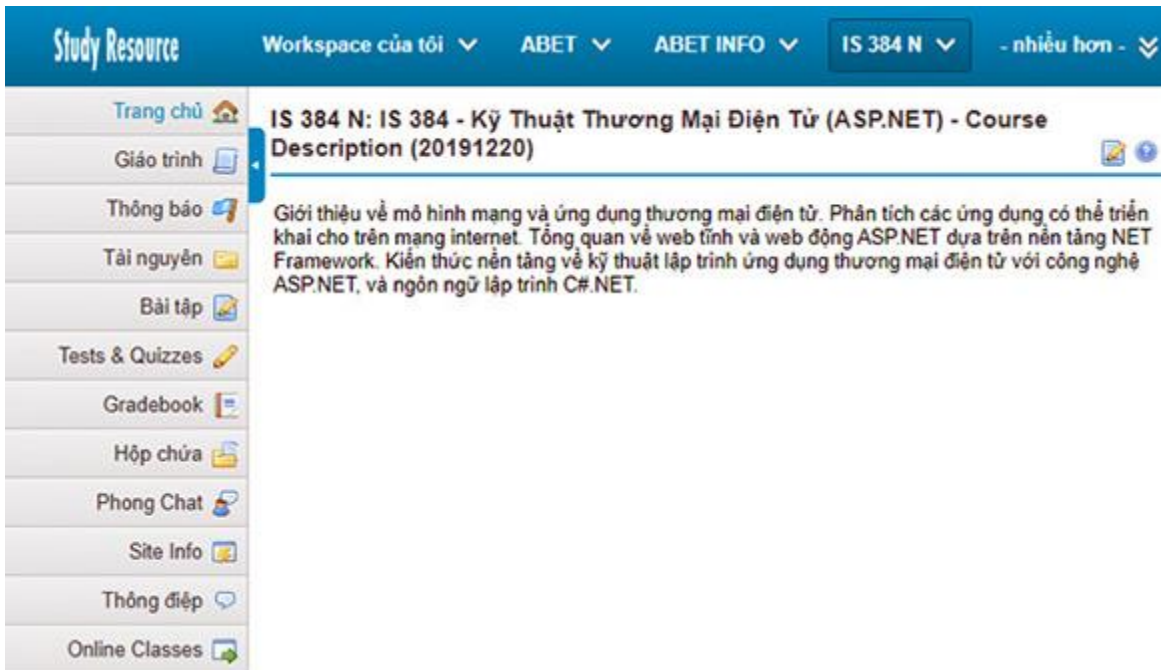 Study Resource
Workspace của tôi
ABET
ABET INFO
IS 384 N
- nhiều hơn -
Trang chủ
Giáo trình
Thông báo
Tài nguyên
Bài tập
Tests & Quizzes
Gradebook
Hộp chứa
Phong Chat
Site Info
Thông điệp
Online Classes
IS 384 N: IS 384 - Kỹ Thuật Thương Mại Điện Tử (ASP.NET) - Course
Description (20191220)
Giới thiệu về mô hình mạng và ứng dụng thương mại điện tử. Phân tích các ứng dụng có thể triển
khai cho trên mạng internet. Tổng quan về web tĩnh và web động ASP.NET dựa trên nền tảng NET
Framework. Kiến thức nền tảng về kỹ thuật lập trình ứng dụng thương mại điện tử với công nghệ
ASP.NET, và ngôn ngữ lập trình C#.NET.